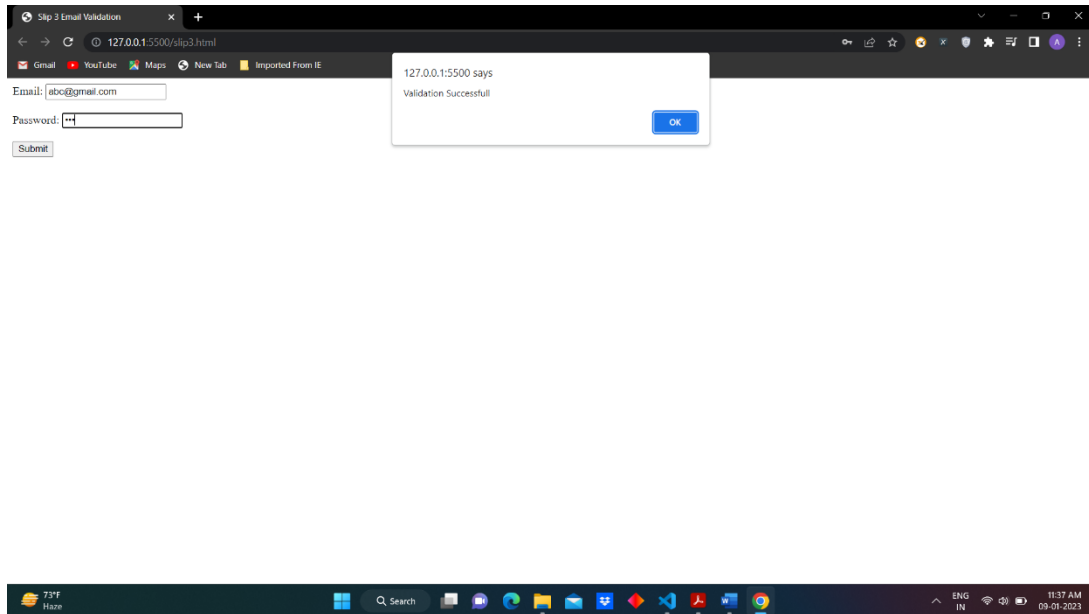 Slip 3 Email Validation
127.0.0.1:5500/slip3.html
Gmail YouTube Maps New Tab Imported From IE
127.0.0.1:5500 says
Validation Successfull
OK
Email: abc@gmail.com
Password: •••
Submit
73°F
Haze
Search
ENG
IN
11:37 AM
09-01-2023